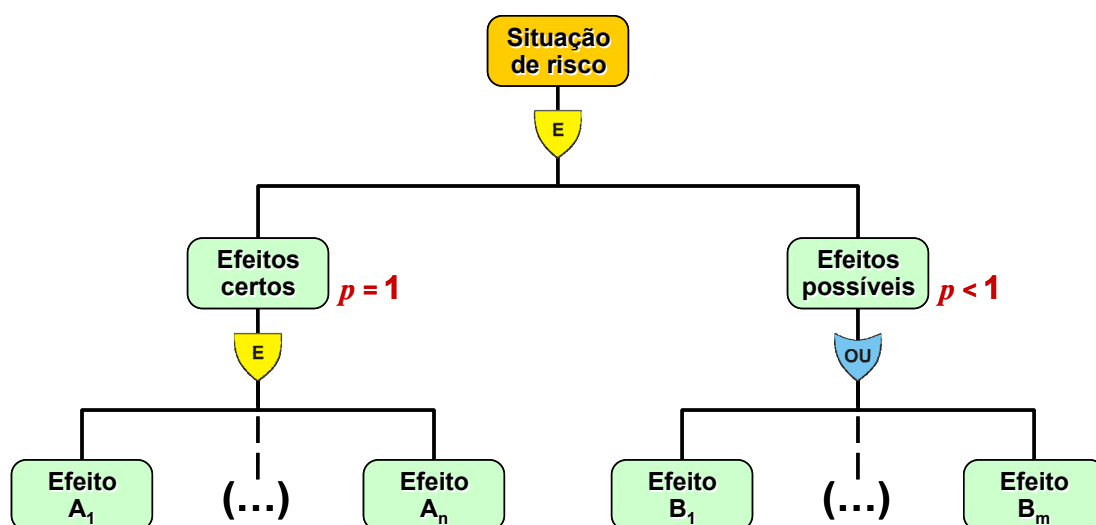 Situação
de risco
E
Efeitos
certos
p = 1
Efeitos
possíveis
p < 1
E
OU
Efeito
A₁
(...)
Efeito
Aₙ
Efeito
B₁
(...)
Efeito
Bₘ